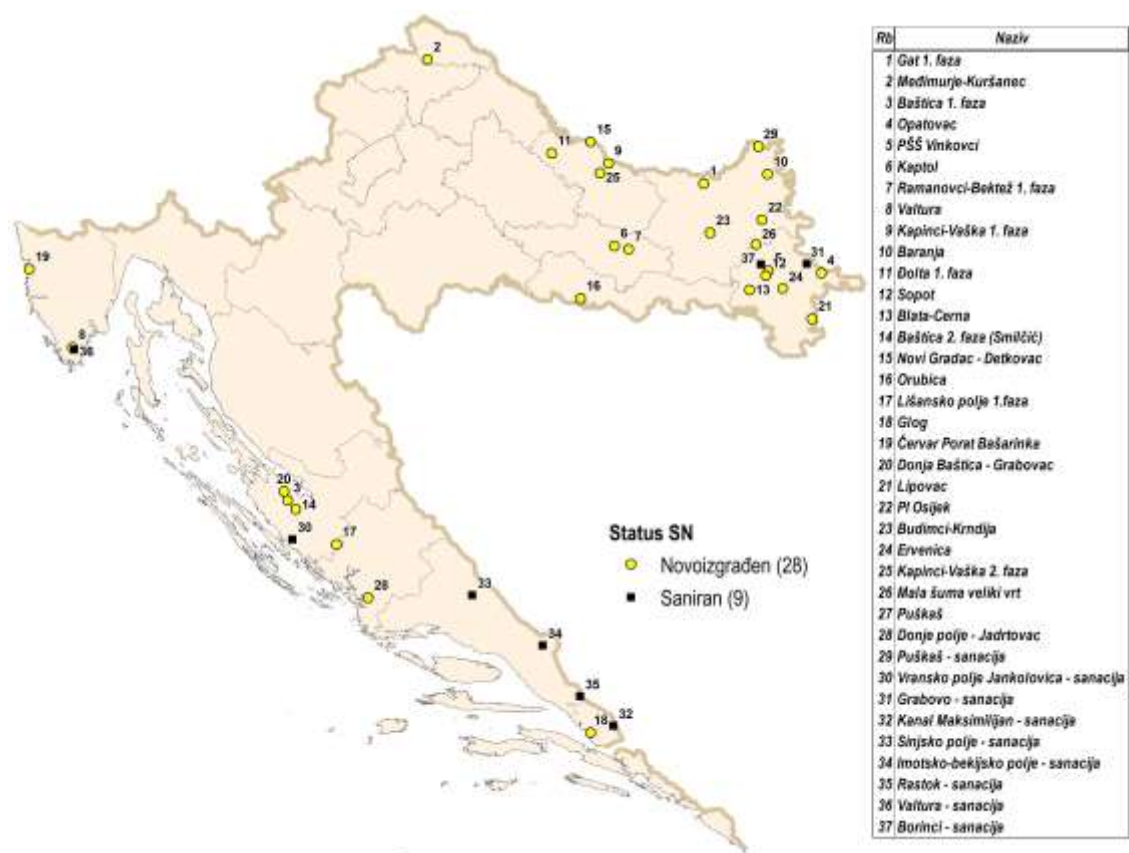 2
15
29
11
9
10
25
1
22
23
6
7
26
19
37
5
31
12
4
24
16
13
21
8
36
20
3
14
30
17
28
33
34
35
18
32
Status SN
Novoizgrađen (28)
Saniran (9)
Rb Naziv
1 Gat 1. faza
2 Međimurje-Kuršanec
3 Baštica 1. faza
4 Opatovac
5 PŠŠ Vinkovci
6 Kaptol
7 Ramanovci-Bektež 1. faza
8 Valtura
9 Kapinci-Vaška 1. faza
10 Baranja
11 Dolta 1. faza
12 Sopot
13 Blata-Cerna
14 Baštica 2. faza (Smilčić)
15 Novi Gradac - Detkovac
16 Orubica
17 Lišansko polje 1.faza
18 Glog
19 Červar Porat Bašarinka
20 Donja Baštica - Grabovac
21 Lipovac
22 PI Osijek
23 Budimci-Krndija
24 Ervenica
25 Kapinci-Vaška 2. faza
26 Mala šuma veliki vrt
27 Puškaš
28 Donje polje - Jadrtovac
29 Puškaš - sanacija
30 Vransko polje Jankolovica - sanacija
31 Grabovo - sanacija
32 Kanal Maksimilijan - sanacija
33 Sinjsko polje - sanacija
34 Imotsko-bekijsko polje - sanacija
35 Rastok - sanacija
36 Valtura - sanacija
37 Borinci - sanacija